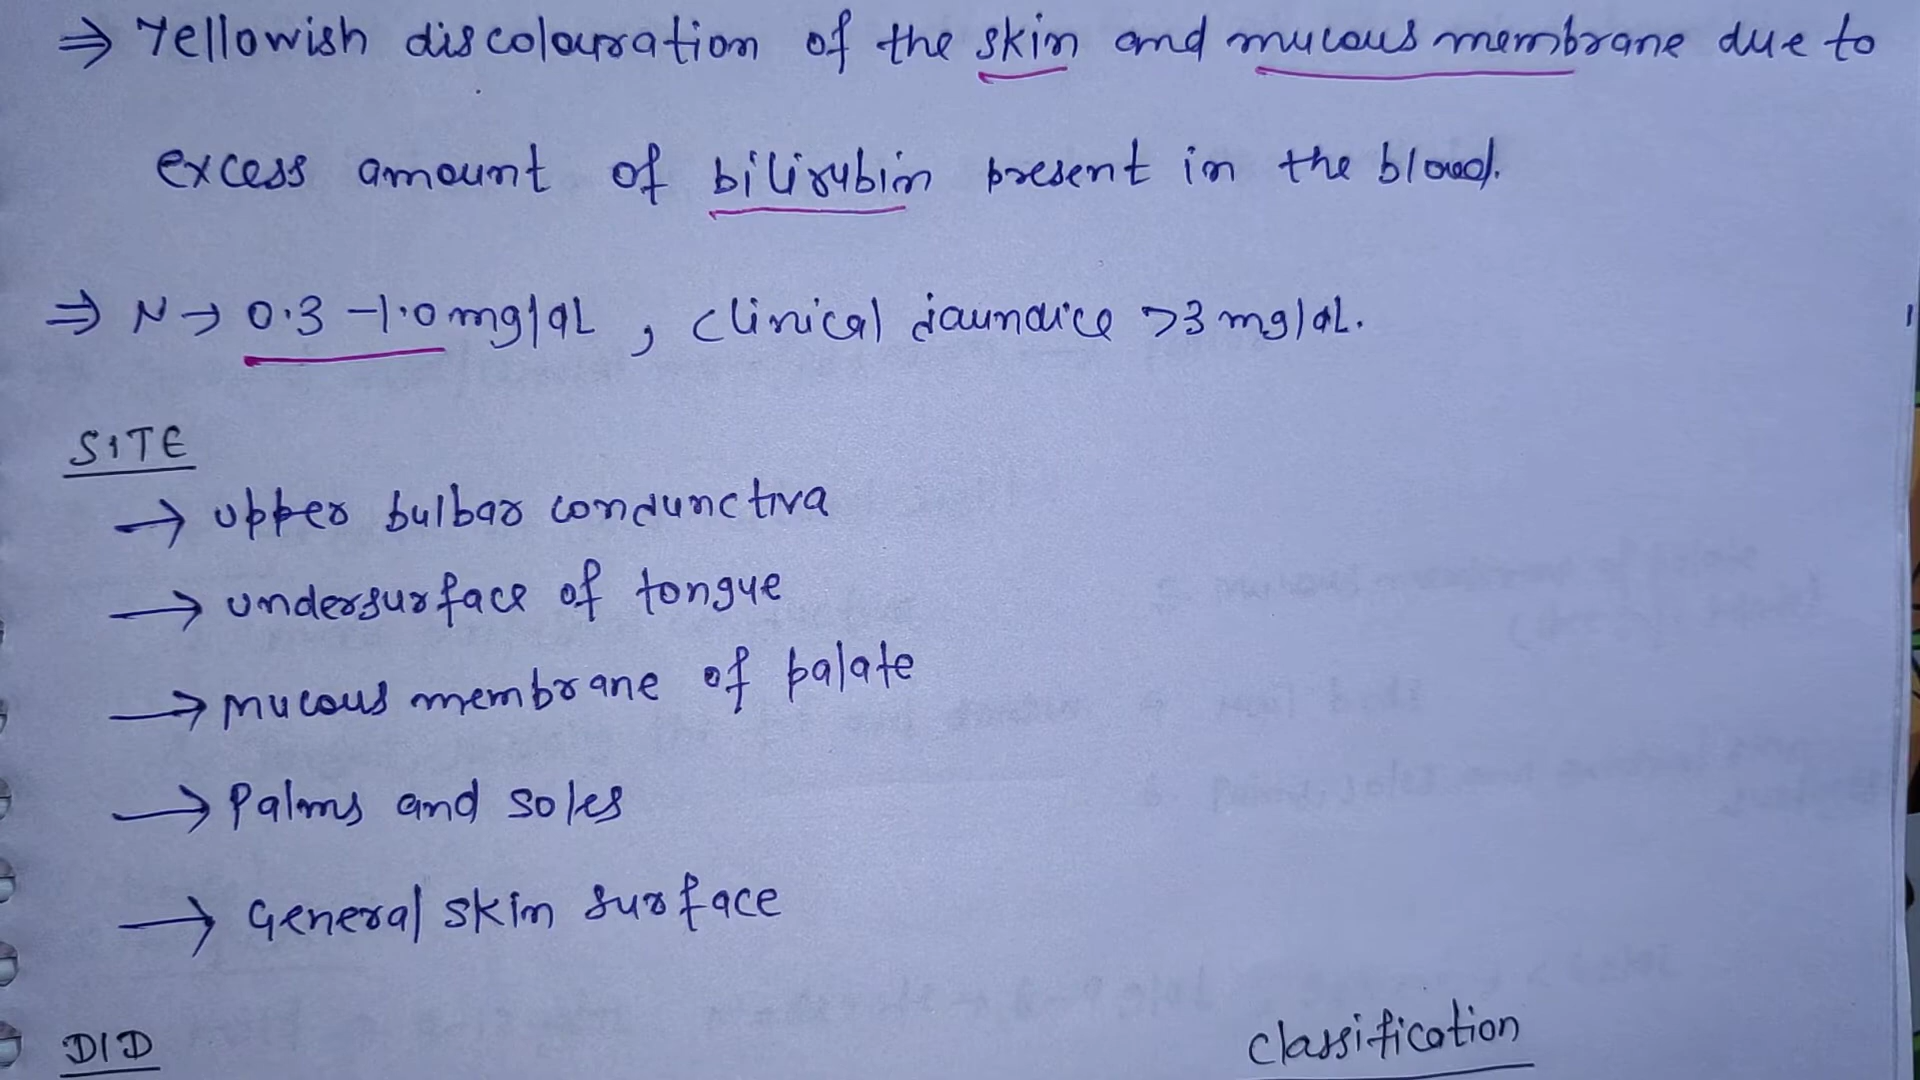 ⇒ Yellowish discolouration of the skin and mucous membrane due to
excess amount of bilirubin present in the blood.
⇒ N → 0.3 - 1.0 mg/dL , clinical jaundice >3 mg/dL.
SITE
→ Upper bulbar conjunctiva
→ Undersurface of tongue
→ Mucous membrane of palate
→ Palms and soles
→ General skin surface
D/D
Classification